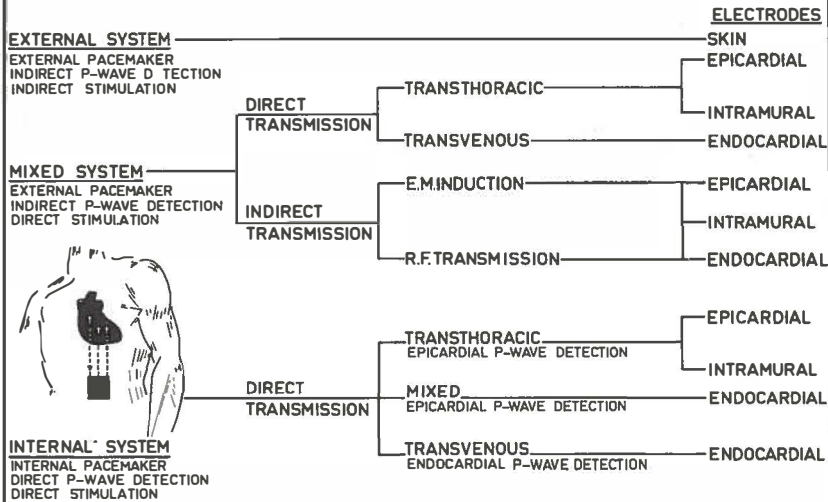 ELECTRODES
EXTERNAL SYSTEM
SKIN
EXTERNAL PACEMAKER
INDIRECT P-WAVE D TECTION
INDIRECT STIMULATION
EPICARDIAL
DIRECT
TRANSMISSION
TRANSTHORACIC
INTRAMURAL
TRANSVENOUS
ENDOCARDIAL
MIXED SYSTEM
EXTERNAL PACEMAKER
INDIRECT P-WAVE DETECTION
DIRECT STIMULATION
INDIRECT
TRANSMISSION
E.M.INDUCTION
EPICARDIAL
INTRAMURAL
R.F.TRANSMISSION
ENDOCARDIAL
EPICARDIAL
TRANSTHORACIC
EPICARDIAL P-WAVE DETECTION
INTRAMURAL
DIRECT
TRANSMISSION
MIXED
EPICARDIAL P-WAVE DETECTION
ENDOCARDIAL
TRANSVENOUS
ENDOCARDIAL P-WAVE DETECTION
ENDOCARDIAL
INTERNAL SYSTEM
INTERNAL PACEMAKER
DIRECT P-WAVE DETECTION
DIRECT STIMULATION